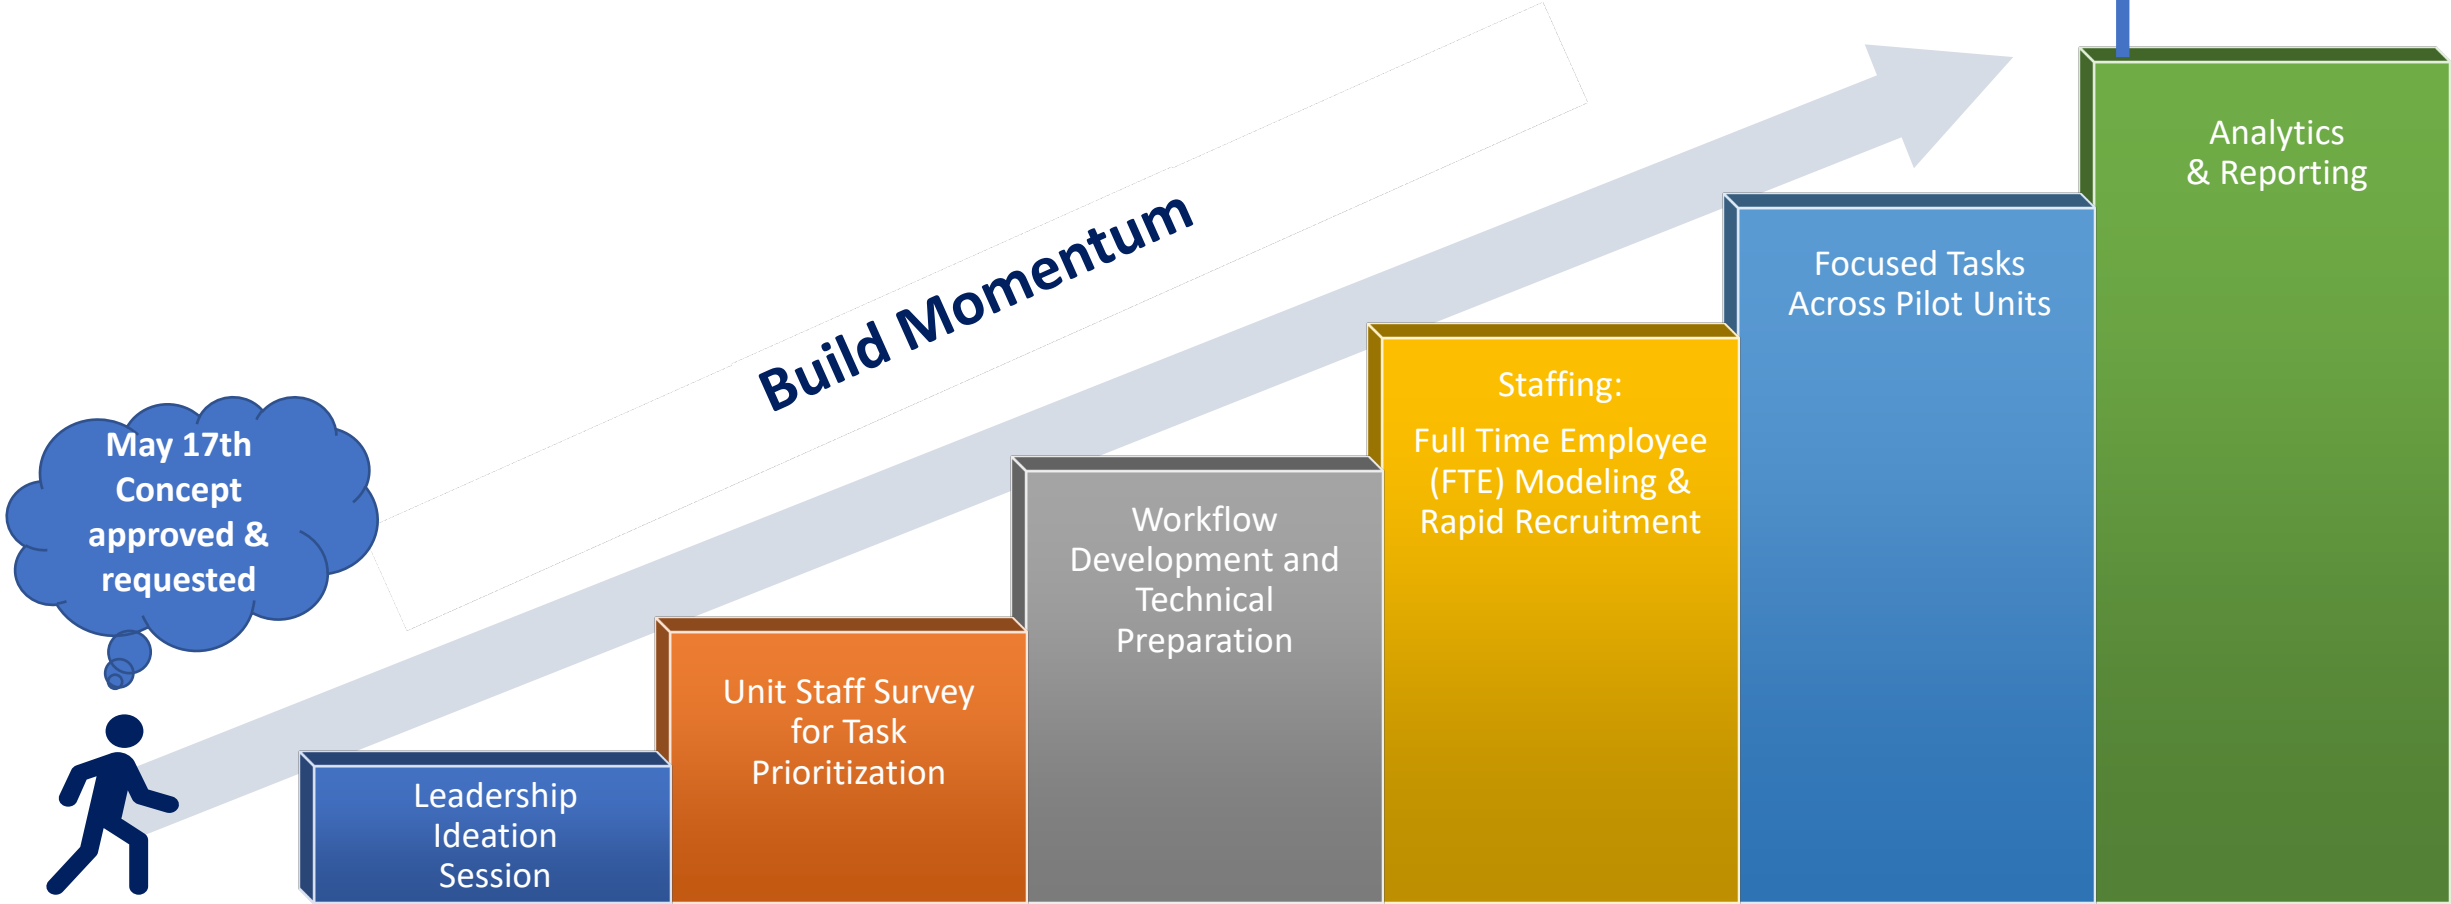 Build Momentum
May 17th
Concept
approved &
requested
Leadership
Ideation
Session
Unit Staff Survey
for Task
Prioritization
Workflow
Development and
Technical
Preparation
Staffing:
Full Time Employee
(FTE) Modeling &
Rapid Recruitment
Focused Tasks
Across Pilot Units
Analytics
& Reporting